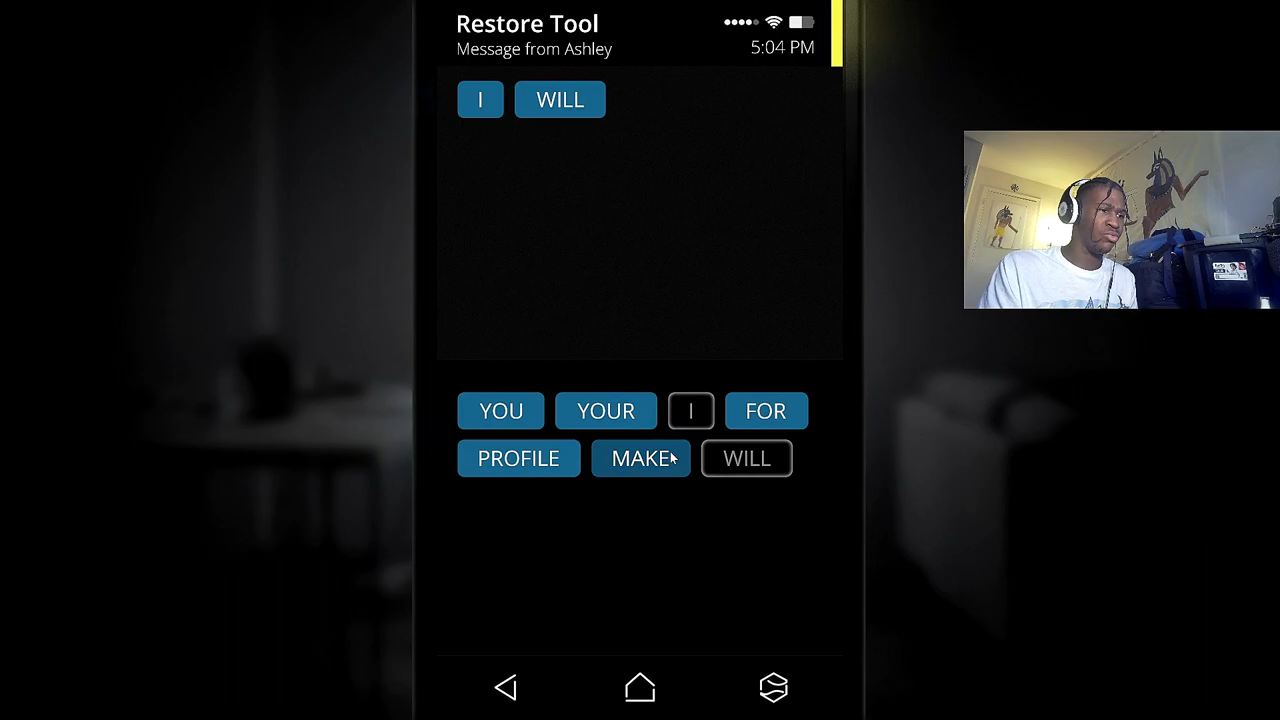 Restore Tool
Message from Ashley
5:04 PM
I WILL
YOU YOUR I FOR
PROFILE MAKE WILL